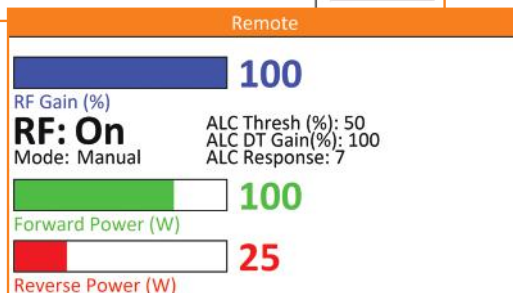 Remote
100
RF Gain (%)
RF: On
Mode: Manual
ALC Thresh (%): 50
ALC DT Gain(%): 100
ALC Response: 7
100
Forward Power (W)
25
Reverse Power (W)